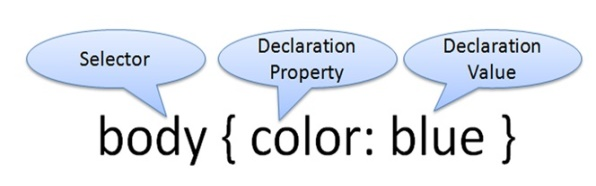 Selector
Declaration
Property
Declaration
Value
body { color: blue }